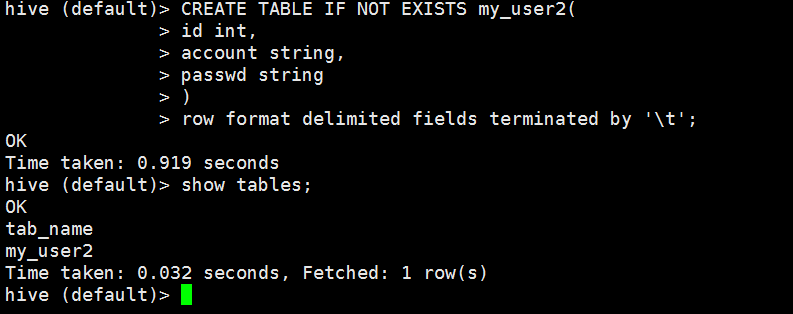 hive (default)> CREATE TABLE IF NOT EXISTS my_user2(
> id int,
> account string,
> passwd string
> )
> row format delimited fields terminated by '\t';
OK
Time taken: 0.919 seconds
hive (default)> show tables;
OK
tab_name
my_user2
Time taken: 0.032 seconds, Fetched: 1 row(s)
hive (default)>